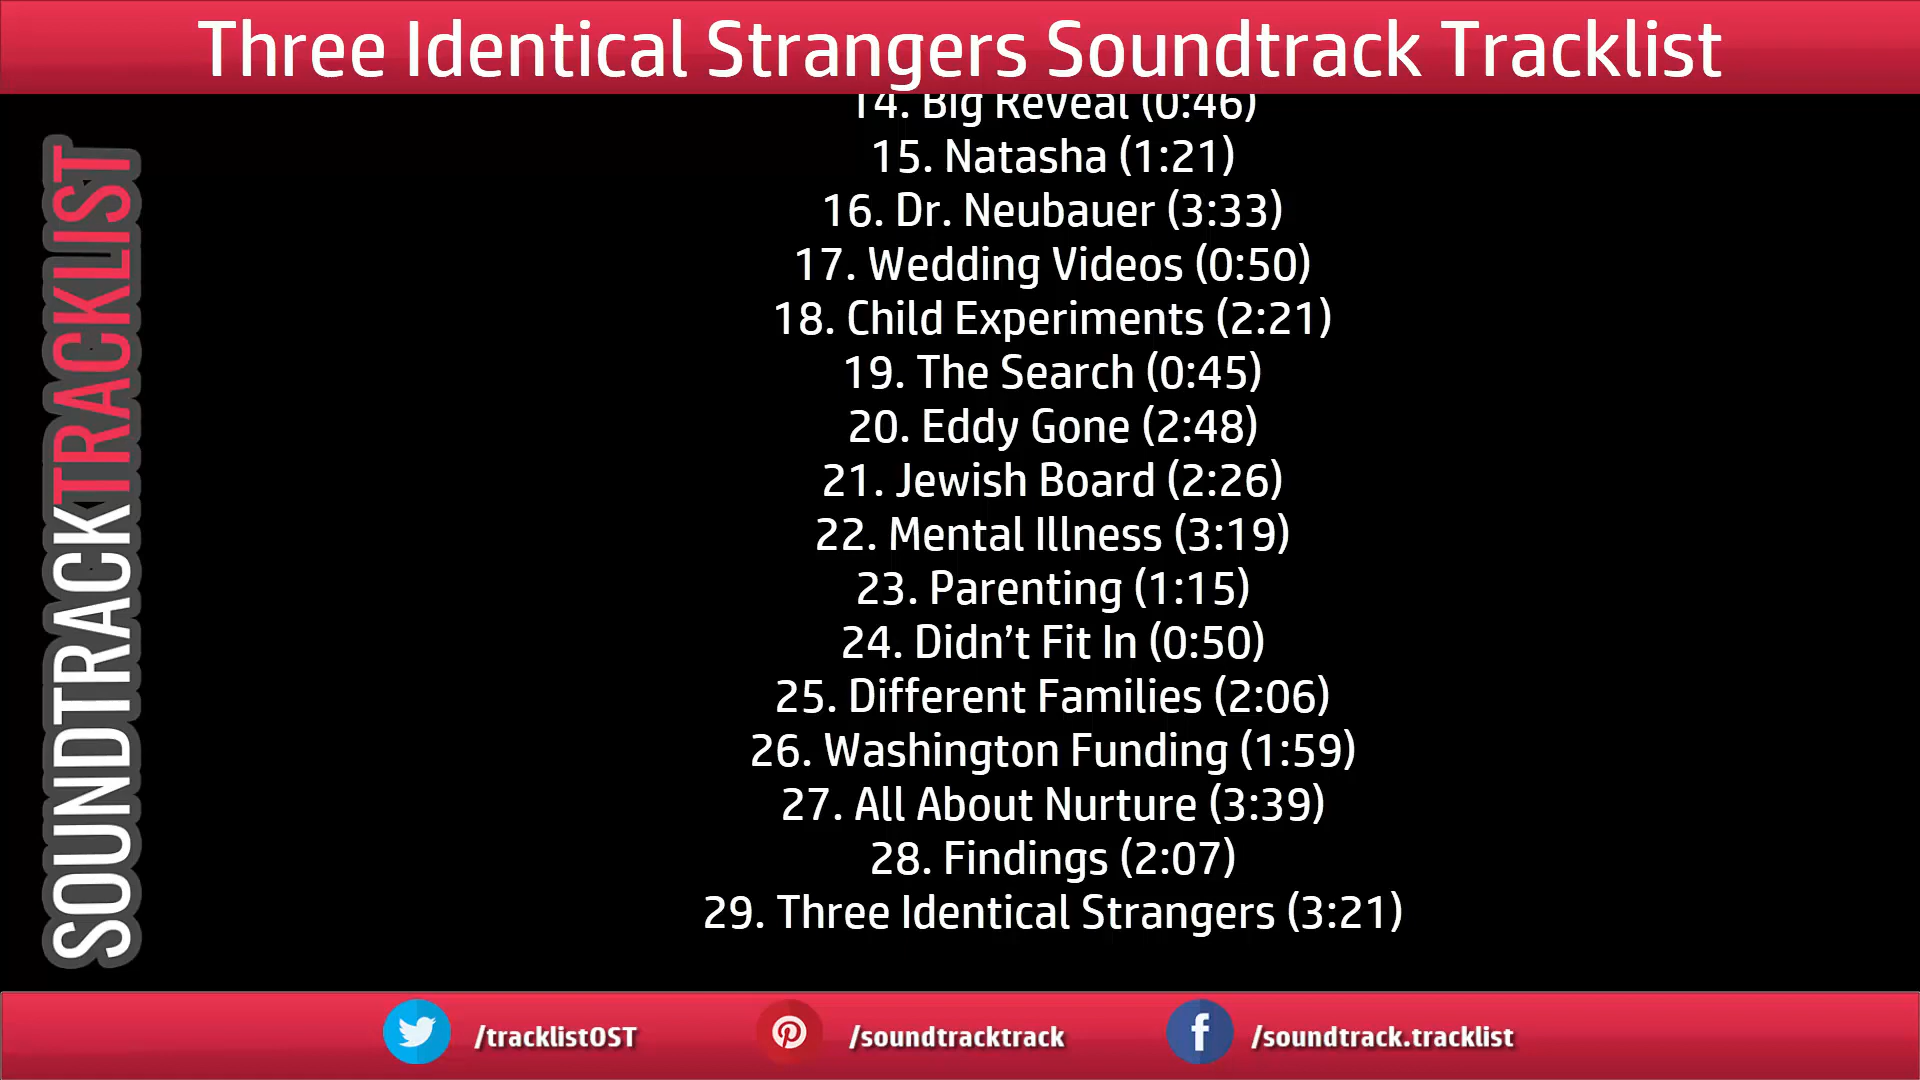 Three Identical Strangers Soundtrack Tracklist
14. Big Reveal (0:46)
15. Natasha (1:21)
16. Dr. Neubauer (3:33)
17. Wedding Videos (0:50)
18. Child Experiments (2:21)
19. The Search (0:45)
20. Eddy Gone (2:48)
21. Jewish Board (2:26)
22. Mental Illness (3:19)
23. Parenting (1:15)
24. Didn’t Fit In (0:50)
25. Different Families (2:06)
26. Washington Funding (1:59)
27. All About Nurture (3:39)
28. Findings (2:07)
29. Three Identical Strangers (3:21)
SOUNDTRACKTRACKLIST
/tracklistOST
/soundtracktrack
/soundtrack.tracklist